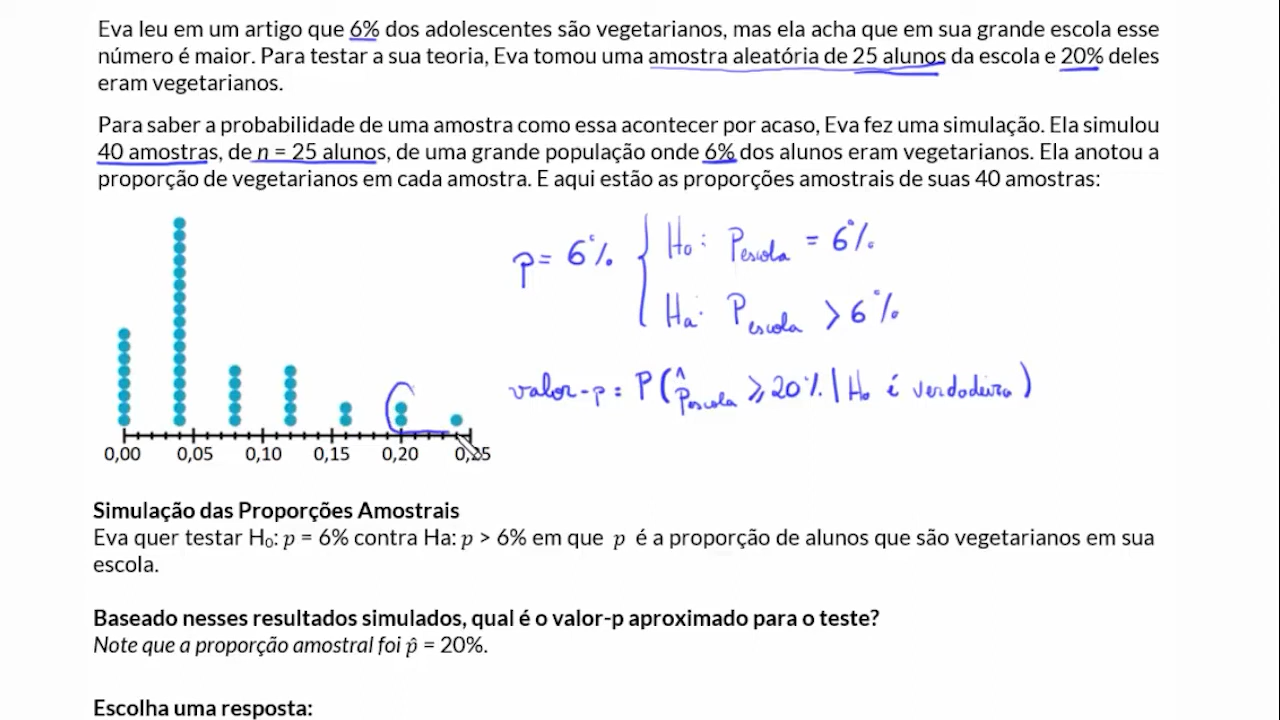 Eva leu em um artigo que 6% dos adolescentes são vegetarianos, mas ela acha que em sua grande escola esse
número é maior. Para testar a sua teoria, Eva tomou uma amostra aleatória de 25 alunos da escola e 20% deles
eram vegetarianos.
Para saber a probabilidade de uma amostra como essa acontecer por acaso, Eva fez uma simulação. Ela simulou
40 amostras, de n = 25 alunos, de uma grande população onde 6% dos alunos eram vegetarianos. Ela anotou a
proporção de vegetarianos em cada amostra. E aqui estão as proporções amostrais de suas 40 amostras:
p = 6%
H₀: Pescola = 6%
Ha: Pescola > 6%
valor-p = P(p̂escola ⩾ 20% | H₀ é verdadeira)
0,00 0,05 0,10 0,15 0,20 0,25
Simulação das Proporções Amostrais
Eva quer testar H₀: p = 6% contra Ha: p > 6% em que p é a proporção de alunos que são vegetarianos em sua
escola.
Baseado nesses resultados simulados, qual é o valor-p aproximado para o teste?
Note que a proporção amostral foi p̂ = 20%.
Escolha uma resposta: